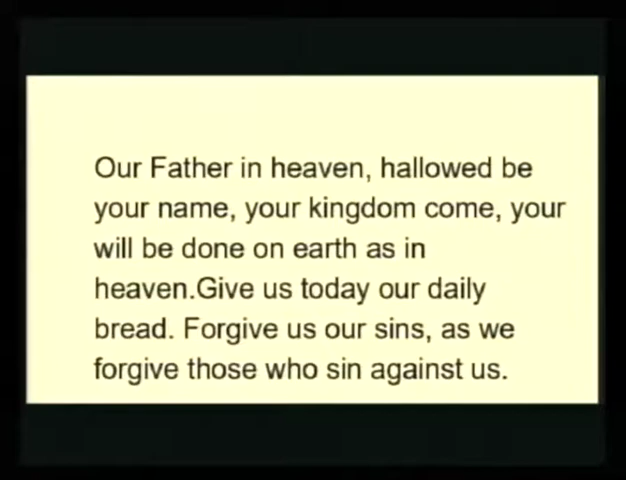 Our Father in heaven, hallowed be
your name, your kingdom come, your
will be done on earth as in
heaven.Give us today our daily
bread. Forgive us our sins, as we
forgive those who sin against us.